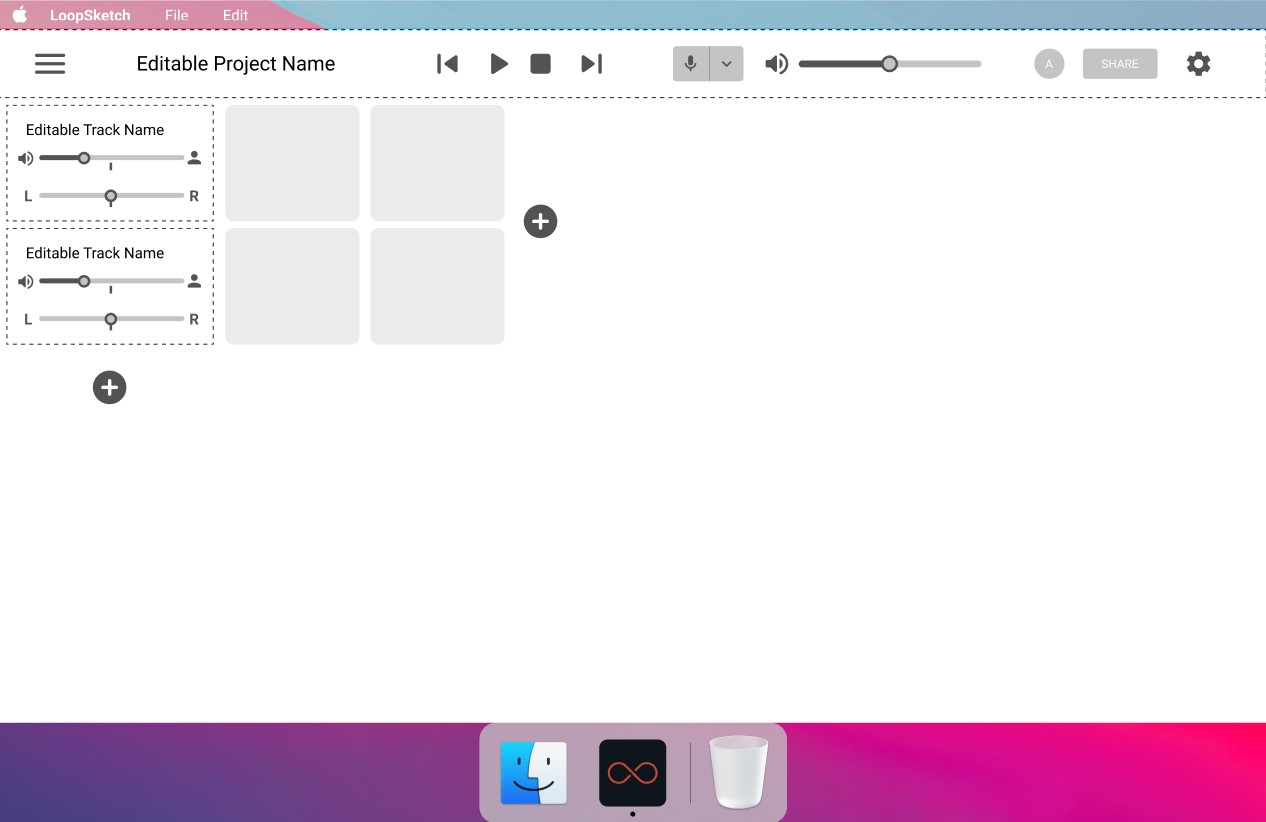 LoopSketch File Edit
Editable Project Name
A
SHARE
Editable Track Name
L R
Editable Track Name
L R